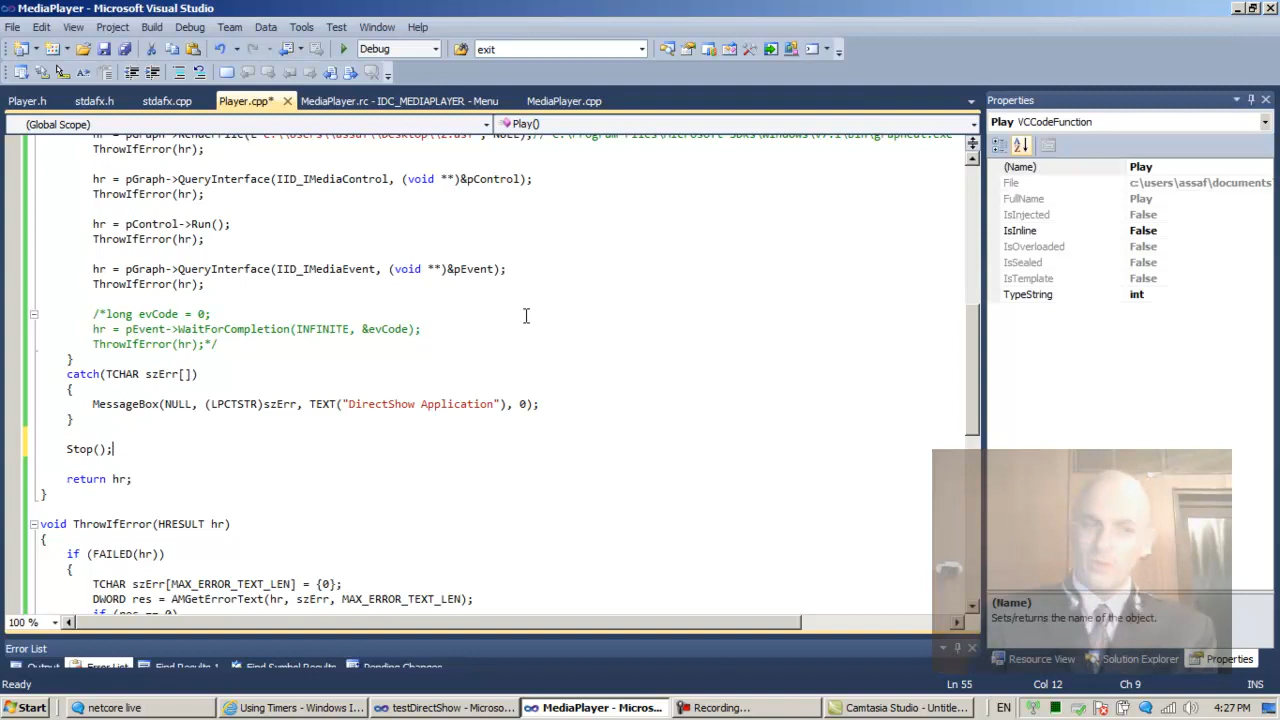 MediaPlayer - Microsoft Visual Studio
File Edit View Project Build Debug Team Data Tools Test Window Help
Debug exit
Player.h stdafx.h stdafx.cpp Player.cpp* MediaPlayer.rc - IDC_MEDIAPLAYER - Menu MediaPlayer.cpp
Properties
(Global Scope) Play()
Play VCCodeFunction
ThrowIfError(hr);
hr = pGraph->QueryInterface(IID_IMediaControl, (void **)&pControl);
ThrowIfError(hr);
hr = pControl->Run();
ThrowIfError(hr);
hr = pGraph->QueryInterface(IID_IMediaEvent, (void **)&pEvent);
ThrowIfError(hr);
/*long evCode = 0;
hr = pEvent->WaitForCompletion(INFINITE, &evCode);
ThrowIfError(hr);*/
}
catch(TCHAR szErr[])
{
MessageBox(NULL, (LPCTSTR)szErr, TEXT("DirectShow Application"), 0);
}
Stop();
return hr;
}
void ThrowIfError(HRESULT hr)
{
if (FAILED(hr))
{
TCHAR szErr[MAX_ERROR_TEXT_LEN] = {0};
DWORD res = AMGetErrorText(hr, szErr, MAX_ERROR_TEXT_LEN);
if (res == 0)
100 %
(Name) Play
File c:\users\assaf\documents
FullName Play
IsInjected False
IsInline True
IsOverloaded False
IsSealed False
IsTemplate False
TypeString int
(Name)
Sets/returns the name of the object.
Error List
Output Error List Find Results 1 Find Symbol Results Pending Changes
Resource View Solution Explorer Properties
Ready Ln 55 Col 12 Ch 9 INS
Start netcore live Using Timers - Windows I... testDirectShow - Microso... MediaPlayer - Micros... Recording... Camtasia Studio - Untitle... EN 4:27 PM